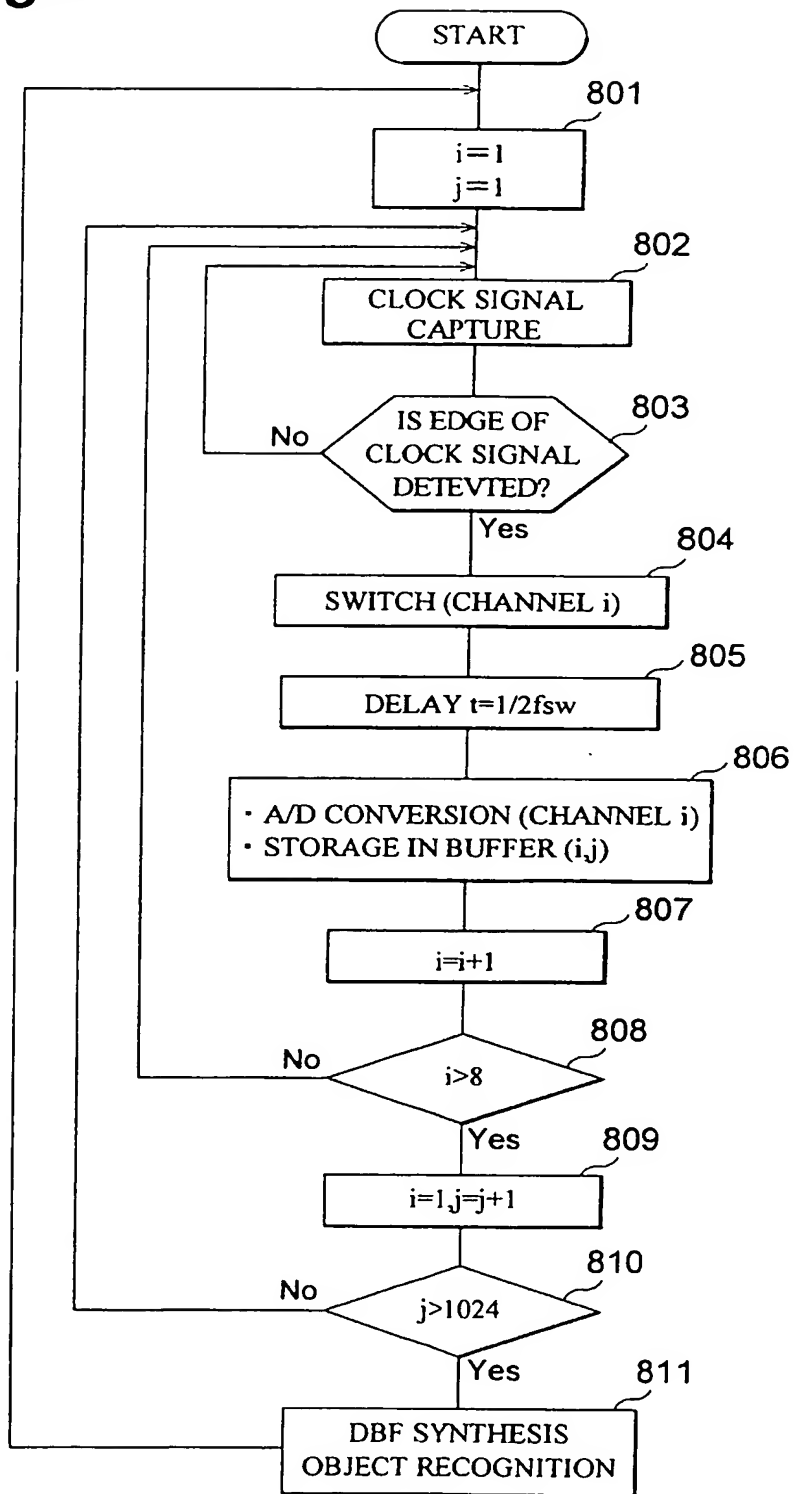 START
801
i=1
j=1
802
CLOCK SIGNAL
CAPTURE
803
IS EDGE OF
CLOCK SIGNAL
DETEVTED?
No
Yes
804
SWITCH (CHANNEL i)
805
DELAY t=1/2fsw
806
· A/D CONVERSION (CHANNEL i)
· STORAGE IN BUFFER (i,j)
807
i=i+1
808
No
i>8
Yes
809
i=1,j=j+1
810
No
j>1024
Yes
811
DBF SYNTHESIS
OBJECT RECOGNITION